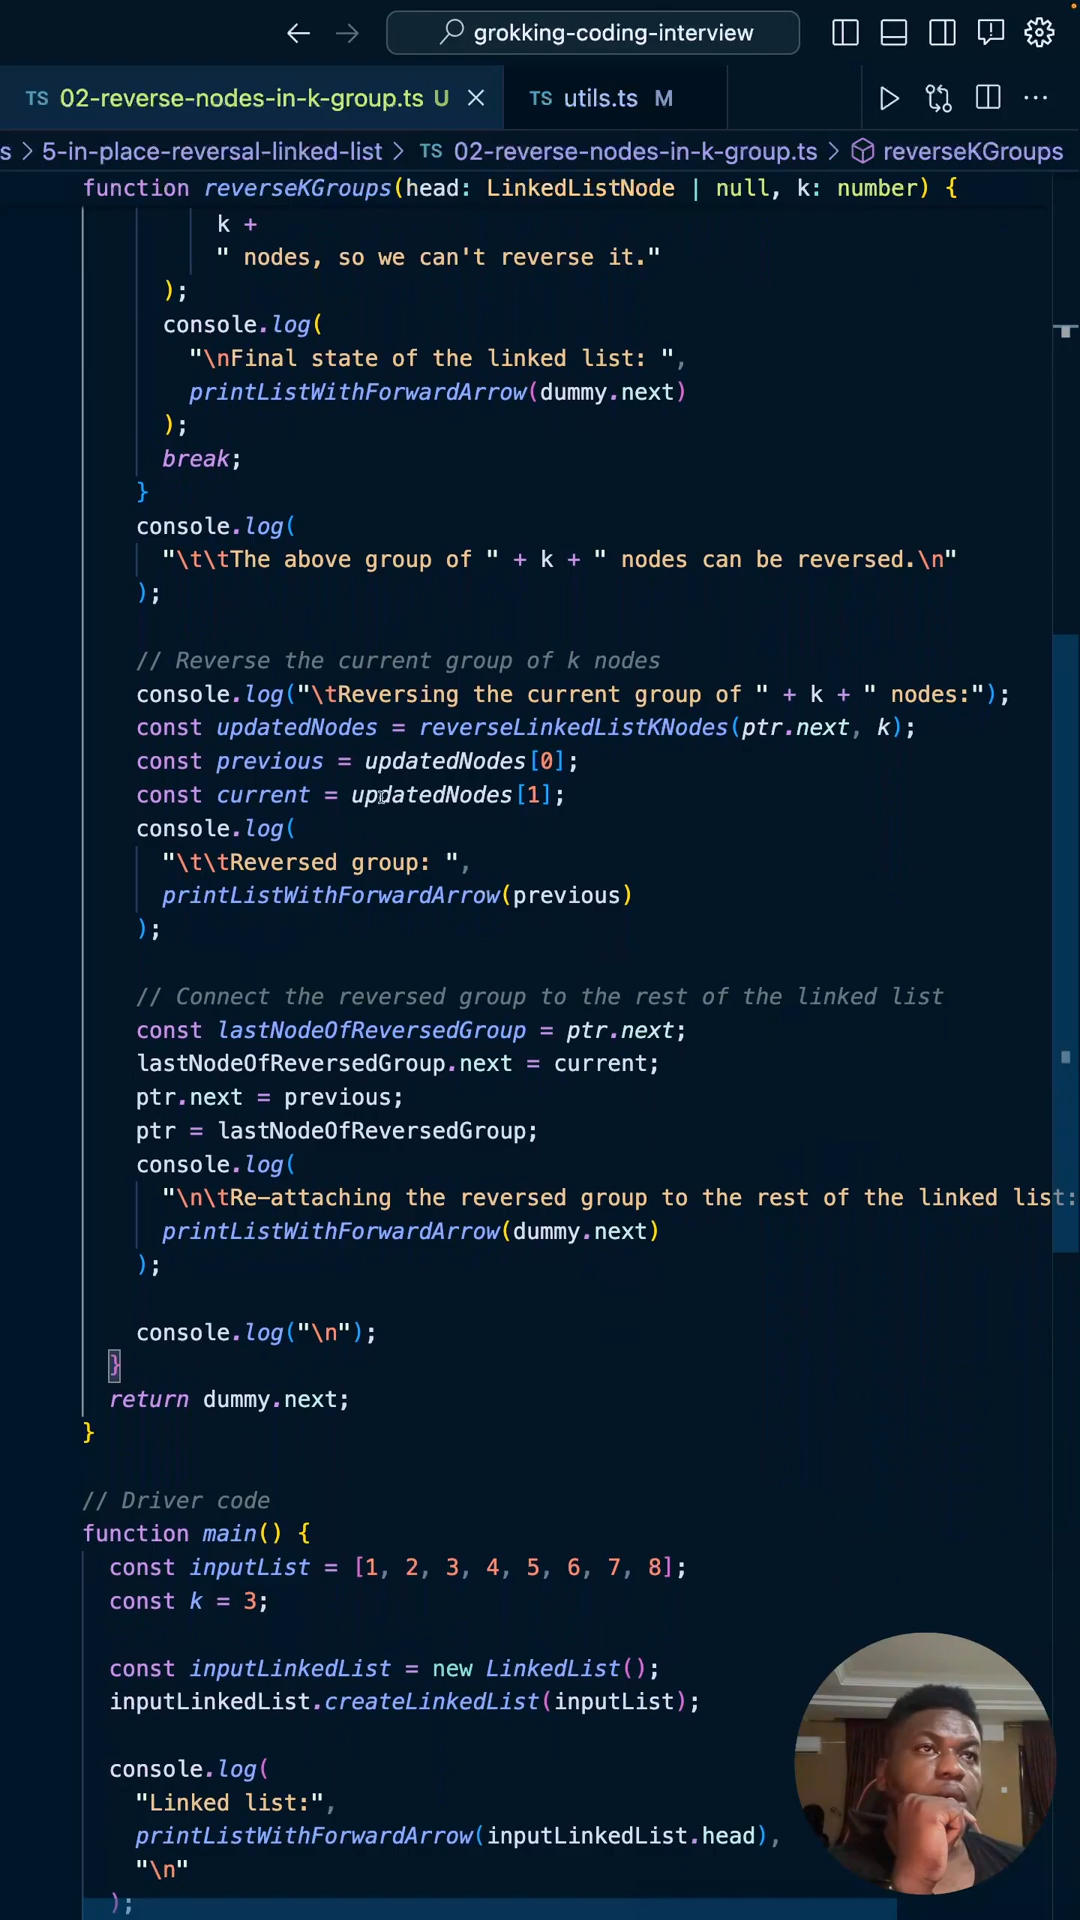 grokking-coding-interview
TS 02-reverse-nodes-in-k-group.ts U
TS utils.ts M
s > 5-in-place-reversal-linked-list > TS 02-reverse-nodes-in-k-group.ts > reverseKGroups
function reverseKGroups(head: LinkedListNode | null, k: number) {
k +
" nodes, so we can't reverse it."
);
console.log(
"\nFinal state of the linked list: ",
printListWithForwardArrow(dummy.next)
);
break;
}
console.log(
"\t\tThe above group of " + k + " nodes can be reversed.\n"
);
// Reverse the current group of k nodes
console.log("\tReversing the current group of " + k + " nodes:");
const updatedNodes = reverseLinkedListKNodes(ptr.next, k);
const previous = updatedNodes[0];
const current = updatedNodes[1];
console.log(
"\t\tReversed group: ",
printListWithForwardArrow(previous)
);
// Connect the reversed group to the rest of the linked list
const lastNodeOfReversedGroup = ptr.next;
lastNodeOfReversedGroup.next = current;
ptr.next = previous;
ptr = lastNodeOfReversedGroup;
console.log(
"\n\tRe-attaching the reversed group to the rest of the linked list:
printListWithForwardArrow(dummy.next)
);
console.log("\n");
}
return dummy.next;
}
// Driver code
function main() {
const inputList = [1, 2, 3, 4, 5, 6, 7, 8];
const k = 3;
const inputLinkedList = new LinkedList();
inputLinkedList.createLinkedList(inputList);
console.log(
"Linked list:",
printListWithForwardArrow(inputLinkedList.head),
"\n"
);